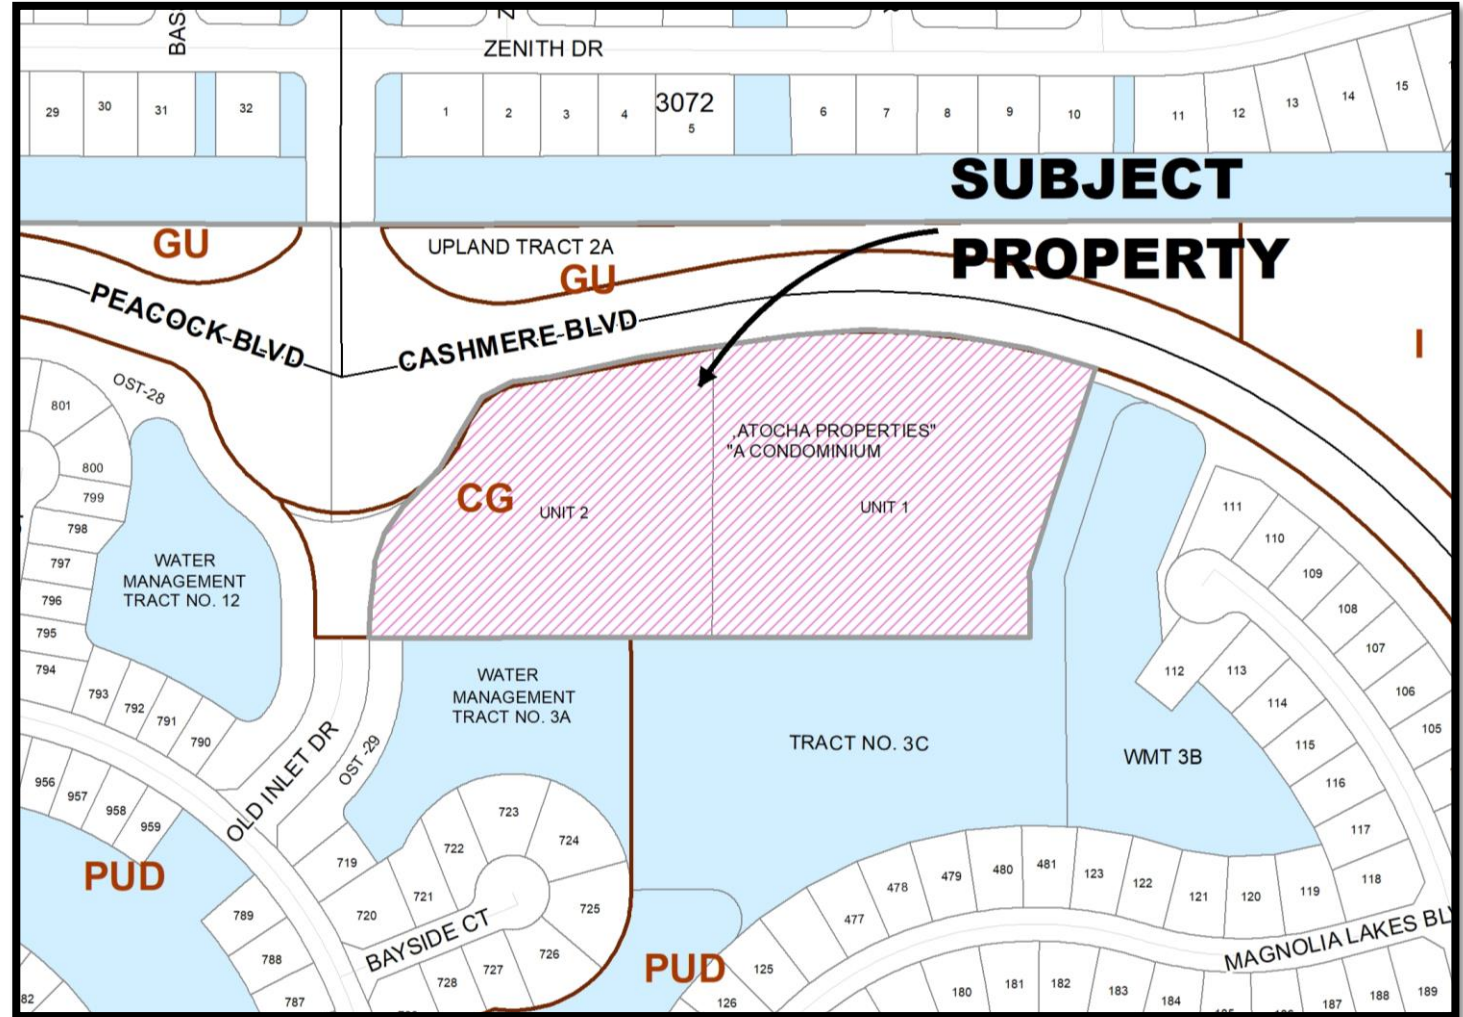 BAS
ZENITH DR
29
30
31
32
1
2
3
4
3072
5
6
7
8
9
10
11
12
13
14
15
SUBJECT
PROPERTY
GU
UPLAND TRACT 2A
GU
PEACOCK BLVD
CASHMERE BLVD
I
OST-28
801
800
799
798
797
796
795
794
793
792
791
790
WATER
MANAGEMENT
TRACT NO. 12
„ATOCHA PROPERTIES"
"A CONDOMINIUM
CG
UNIT 2
UNIT 1
111
110
109
108
107
106
105
112
113
114
115
116
117
118
WATER
MANAGEMENT
TRACT NO. 3A
TRACT NO. 3C
WMT 3B
OLD INLET DR
OST -29
956
957
958
959
PUD
719
720
721
722
723
724
725
726
727
728
BAYSIDE CT
789
788
787
82
PUD
125
126
477
478
479
480
481
123
122
121
120
119
MAGNOLIA LAKES BL
180
181
182
183
184
187
188
189